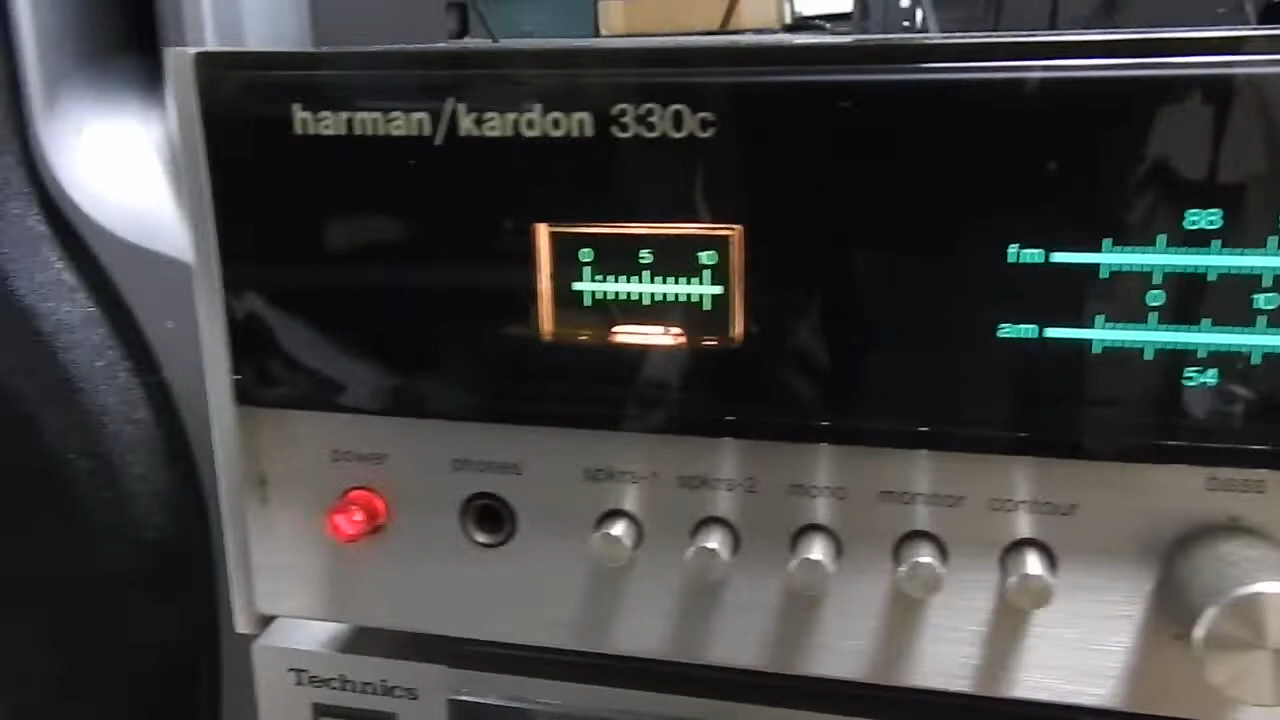 harman/kardon 330c
0 5 10
88
fm
0 10
am
54
power phones spkrs-1 spkrs-2 mono monitor contour bass
Technics